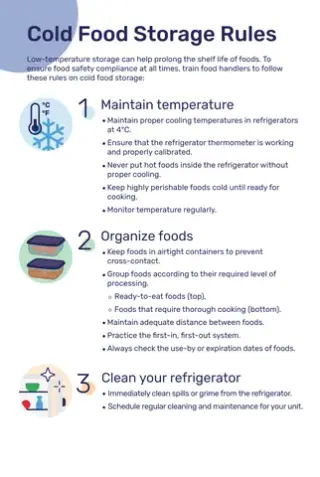 Cold Food Storage Rules
Low-temperature storage can help prolong the shelf life of foods. To
ensure food safety compliance at all times, train food handlers to follow
these rules on cold food storage:
°C
°F
1 Maintain temperature
• Maintain proper cooling temperatures in refrigerators
at 4°C.
• Ensure that the refrigerator thermometer is working
and properly calibrated.
• Never put hot foods inside the refrigerator without
proper cooling.
• Keep highly perishable foods cold until ready for
cooking.
• Monitor temperature regularly.
2 Organize foods
• Keep foods in airtight containers to prevent
cross-contact.
• Group foods according to their required level of
processing.
○ Ready-to-eat foods (top).
○ Foods that require thorough cooking (bottom).
• Maintain adequate distance between foods.
• Practice the first-in, first-out system.
• Always check the use-by or expiration dates of foods.
3 Clean your refrigerator
• Immediately clean spills or grime from the refrigerator.
• Schedule regular cleaning and maintenance for your unit.